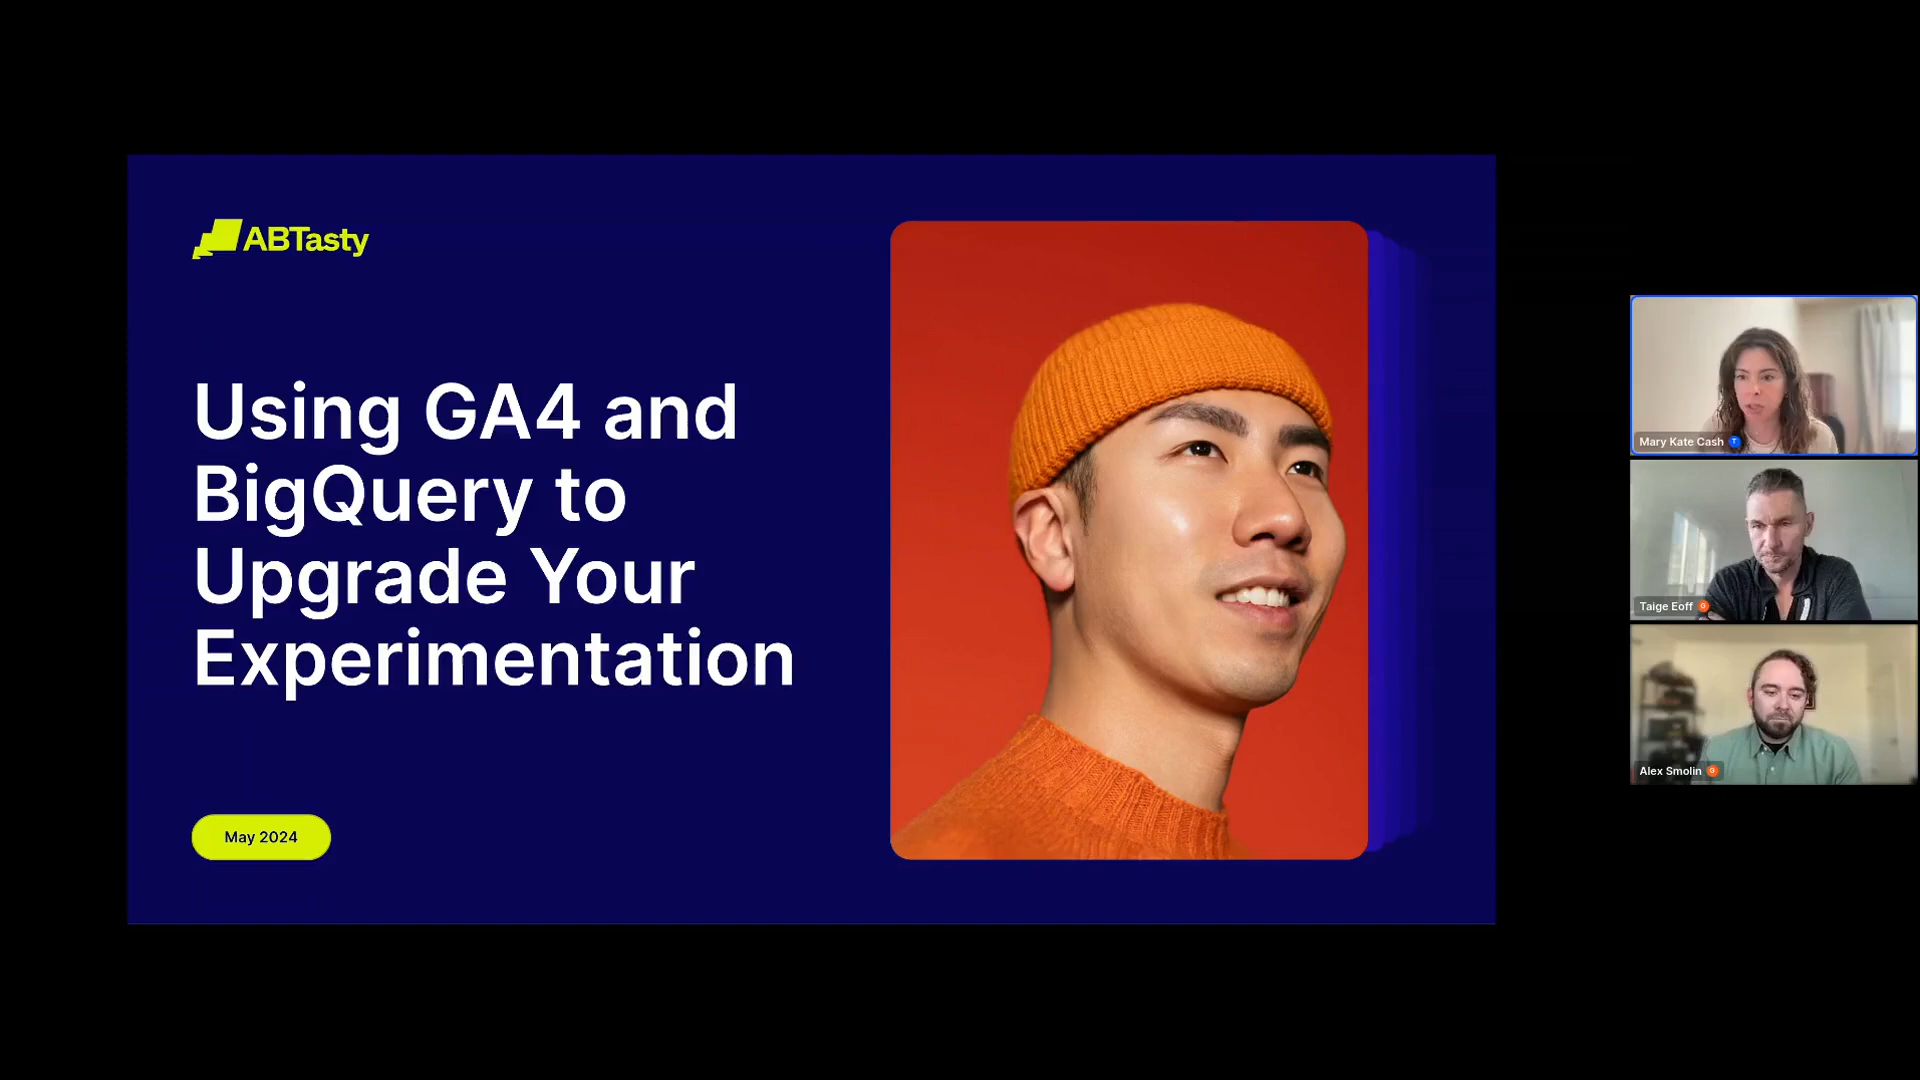 ABTasty
Using GA4 and
BigQuery to
Upgrade Your
Experimentation
May 2024
Mary Kate Cash T
Taige Eoff G
Alex Smolin G